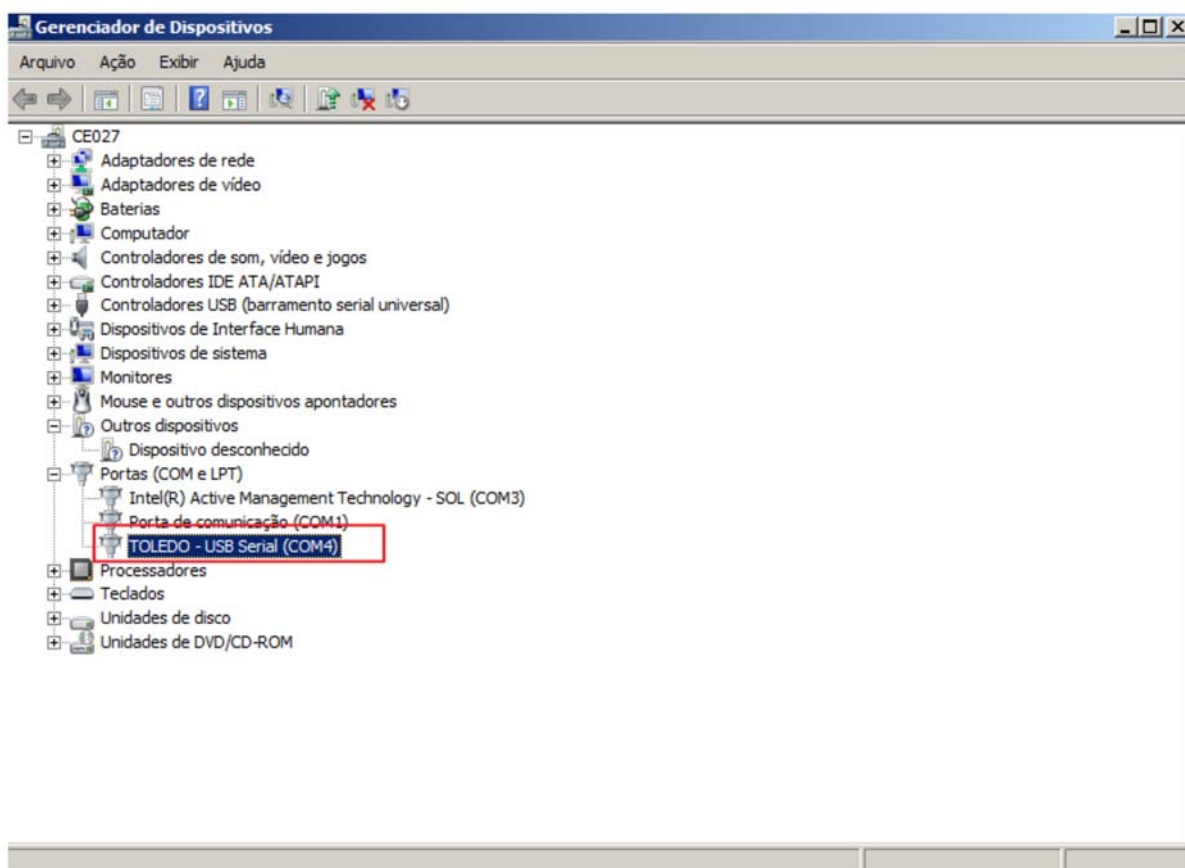 Gerenciador de Dispositivos
Arquivo Ação Exibir Ajuda
CE027
Adaptadores de rede
Adaptadores de vídeo
Baterias
Computador
Controladores de som, vídeo e jogos
Controladores IDE ATA/ATAPI
Controladores USB (barramento serial universal)
Dispositivos de Interface Humana
Dispositivos de sistema
Monitores
Mouse e outros dispositivos apontadores
Outros dispositivos
Dispositivo desconhecido
Portas (COM e LPT)
Intel(R) Active Management Technology - SOL (COM3)
Porta de comunicação (COM1)
TOLEDO - USB Serial (COM4)
Processadores
Teclados
Unidades de disco
Unidades de DVD/CD-ROM